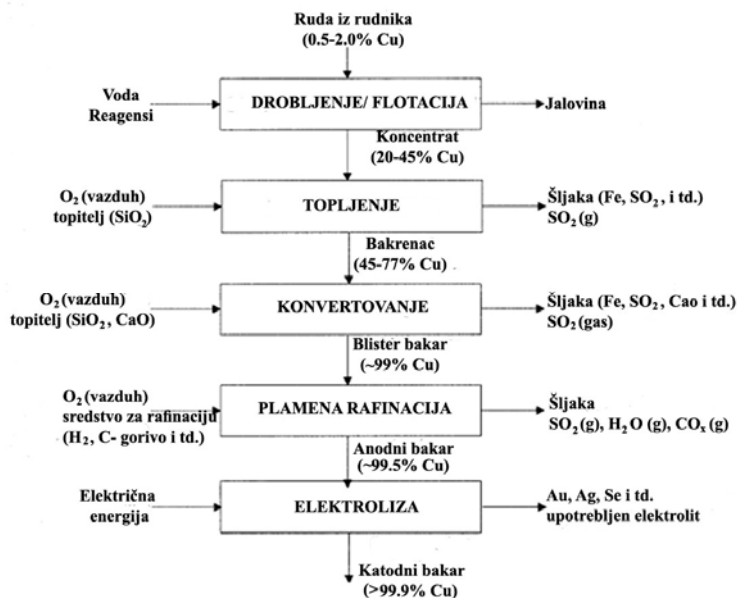 Ruda iz rudnika
(0.5-2.0% Cu)
Voda
Reagensi
DROBLJENJE/ FLOTACIJA
Jalovina
Koncentrat
(20-45% Cu)
O₂ (vazduh)
topitelj (SiO₂)
TOPLJENJE
Šljaka (Fe, SO₂, i td.)
SO₂ (g)
Bakrenac
(45-77% Cu)
O₂ (vazduh)
topitelj (SiO₂, CaO)
KONVERTOVANJE
Šljaka (Fe, SO₂, Cao i td.)
SO₂ (gas)
Blister bakar
(~99% Cu)
O₂ (vazduh)
sredstvo za rafinaciju
(H₂, C- gorivo i td.)
PLAMENA RAFINACIJA
Šljaka
SO₂ (g), H₂O (g), COₓ (g)
Anodni bakar
(~99.5% Cu)
Električna
energija
ELEKTROLIZA
Au, Ag, Se i td.
upotrebljen elektrolit
Katodni bakar
(>99.9% Cu)